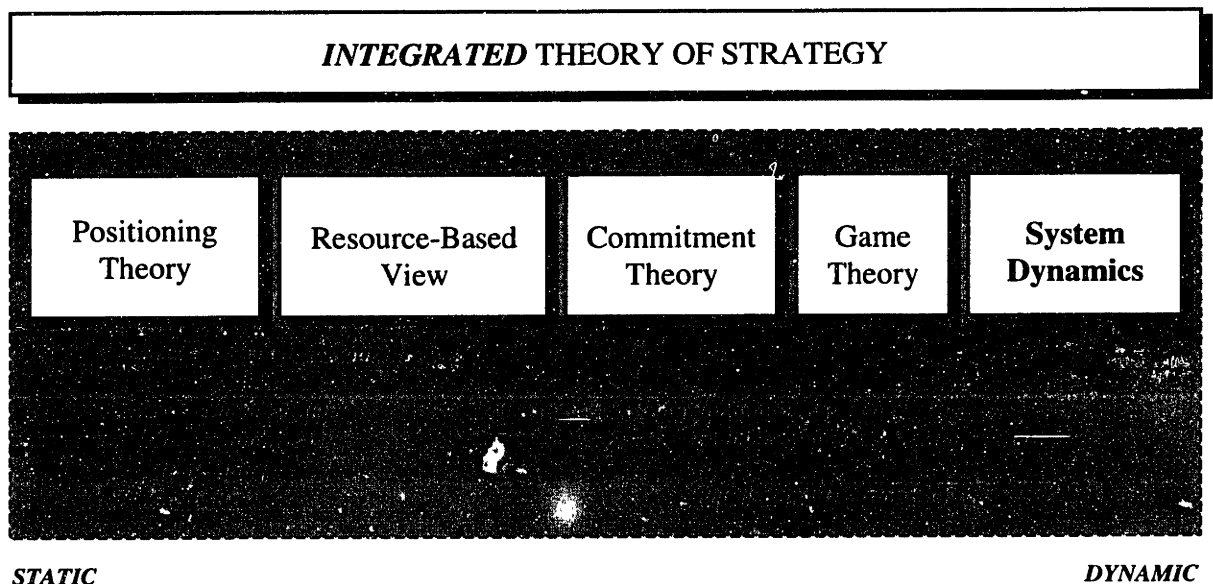 INTEGRATED THEORY OF STRATEGY
Positioning
Theory
Resource-Based
View
Commitment
Theory
Game
Theory
System
Dynamics
STATIC
DYNAMIC